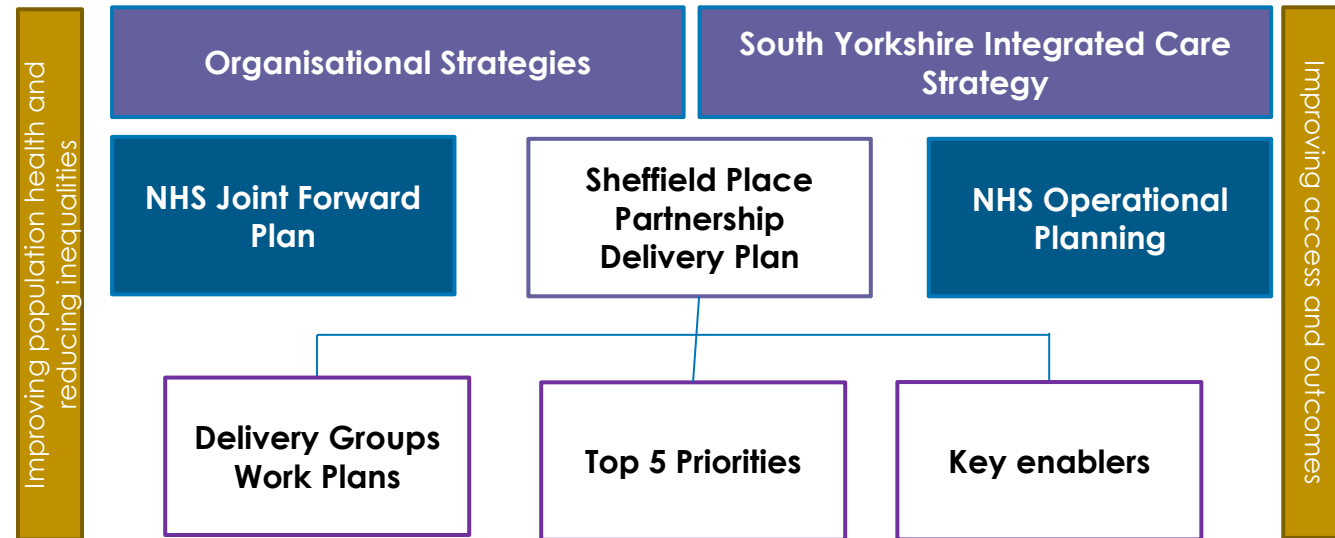 Improving population health and
reducing inequalities
Organisational Strategies
South Yorkshire Integrated Care
Strategy
Improving access and outcomes
NHS Joint Forward
Plan
Sheffield Place
Partnership
Delivery Plan
NHS Operational
Planning
Delivery Groups
Work Plans
Top 5 Priorities
Key enablers